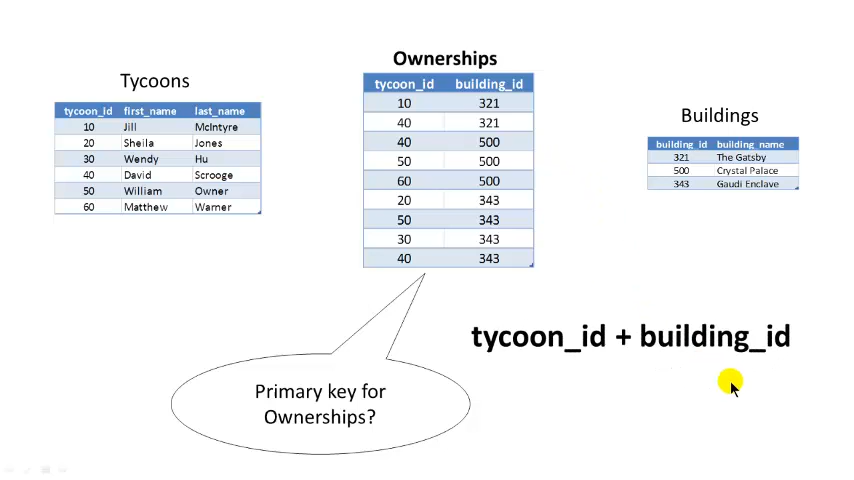 Tycoons
tycoon_id first_name last_name
10 Jill McIntyre
20 Sheila Jones
30 Wendy Hu
40 David Scrooge
50 William Owner
60 Matthew Warner
Ownerships
tycoon_id building_id
10 321
40 321
40 500
50 500
60 500
20 343
50 343
30 343
40 343
Buildings
building_id building_name
321 The Gatsby
500 Crystal Palace
343 Gaudi Enclave
tycoon_id + building_id
Primary key for
Ownerships?